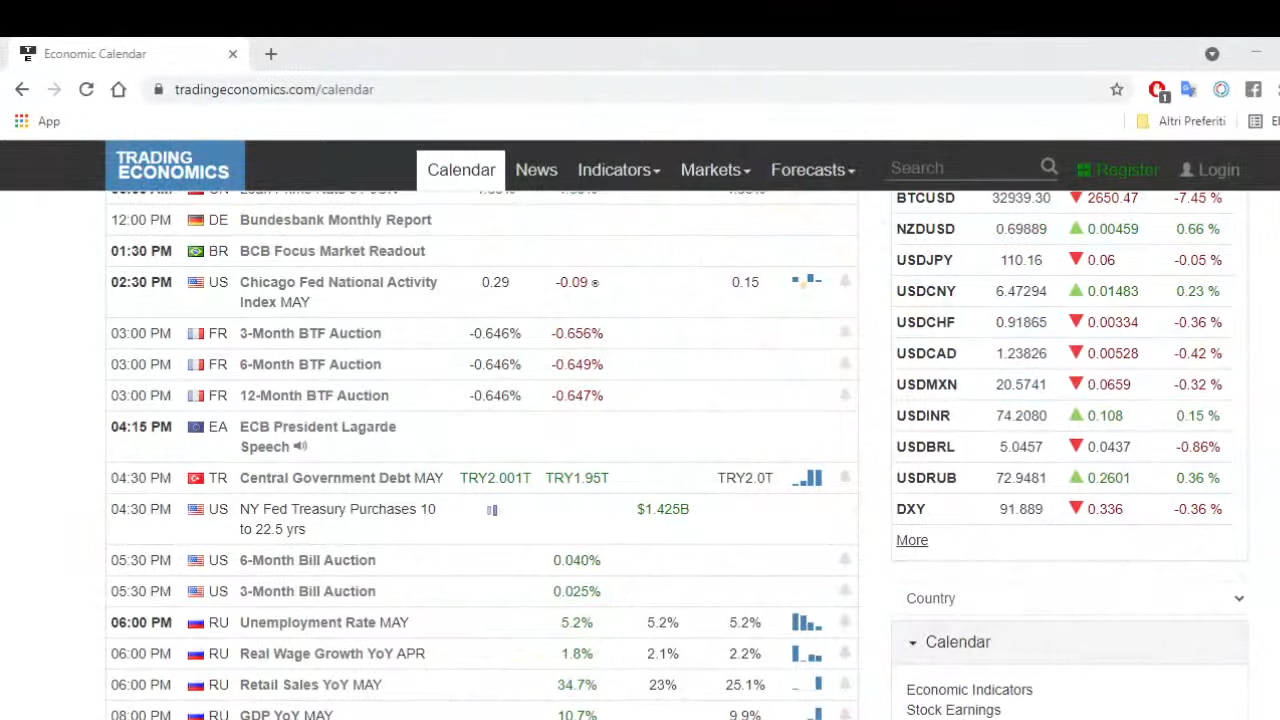 Economic Calendar
tradingeconomics.com/calendar
1
App
Altri Preferiti
TRADING
ECONOMICS
Calendar
News
Indicators
Markets
Forecasts
Search
Register
Login
12:00 PM DE Bundesbank Monthly Report
01:30 PM BR BCB Focus Market Readout
02:30 PM US Chicago Fed National Activity 0.29 -0.09 ® 0.15
Index MAY
03:00 PM FR 3-Month BTF Auction -0.646% -0.656%
03:00 PM FR 6-Month BTF Auction -0.646% -0.649%
03:00 PM FR 12-Month BTF Auction -0.646% -0.647%
04:15 PM EA ECB President Lagarde
Speech
04:30 PM TR Central Government Debt MAY TRY2.001T TRY1.95T TRY2.0T
04:30 PM US NY Fed Treasury Purchases 10 $1.425B
to 22.5 yrs
05:30 PM US 6-Month Bill Auction 0.040%
05:30 PM US 3-Month Bill Auction 0.025%
06:00 PM RU Unemployment Rate MAY 5.2% 5.2% 5.2%
06:00 PM RU Real Wage Growth YoY APR 1.8% 2.1% 2.2%
06:00 PM RU Retail Sales YoY MAY 34.7% 23% 25.1%
08:00 PM RU GDP YoY MAY 10.7% 9.9%
BTCUSD 32939.30 2650.47 -7.45 %
NZDUSD 0.69889 0.00459 0.66 %
USDJPY 110.16 0.06 -0.05 %
USDCNY 6.47294 0.01483 0.23 %
USDCHF 0.91865 0.00334 -0.36 %
USDCAD 1.23826 0.00528 -0.42 %
USDMXN 20.5741 0.0659 -0.32 %
USDINR 74.2080 0.108 0.15 %
USDBRL 5.0457 0.0437 -0.86%
USDRUB 72.9481 0.2601 0.36 %
DXY 91.889 0.336 -0.36 %
More
Country
Calendar
Economic Indicators
Stock Earnings